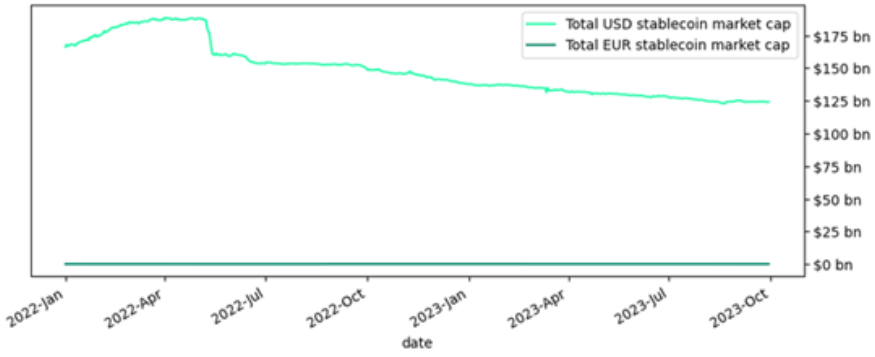 Total USD stablecoin market cap
Total EUR stablecoin market cap
$175 bn
$150 bn
$125 bn
$100 bn
$75 bn
$50 bn
$25 bn
$0 bn
2022-Jan
2022-Apr
2022-Jul
2022-Oct
2023-Jan
2023-Apr
2023-Jul
2023-Oct
date